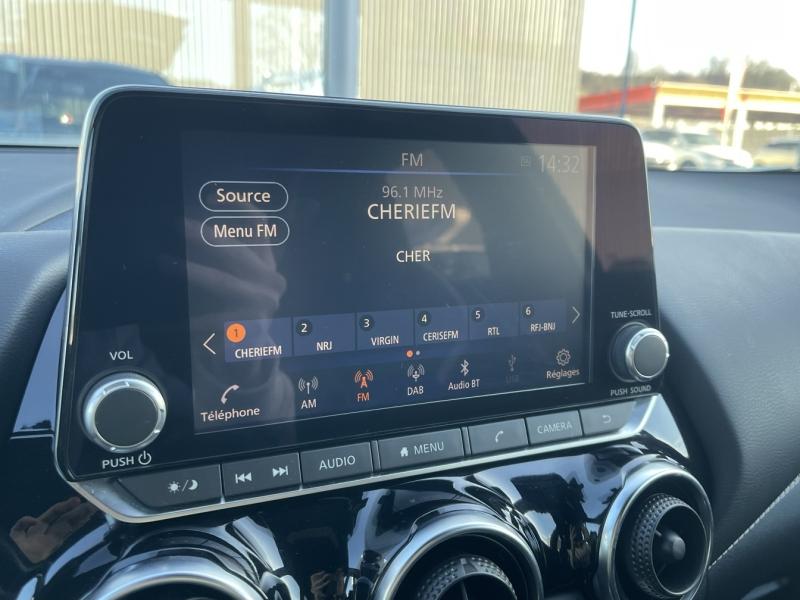 FM
14:32
Source
96.1 MHz
CHERIEFM
Menu FM
CHER
1 CHERIEFM
2 NRJ
3 VIRGIN
4 CERISEFM
5 RTL
6 RFJ-BNJ
Téléphone
AM
FM
DAB
Audio BT
USB
Réglages
VOL
PUSH
TUNE·SCROLL
PUSH SOUND
AUDIO
MENU
CAMERA